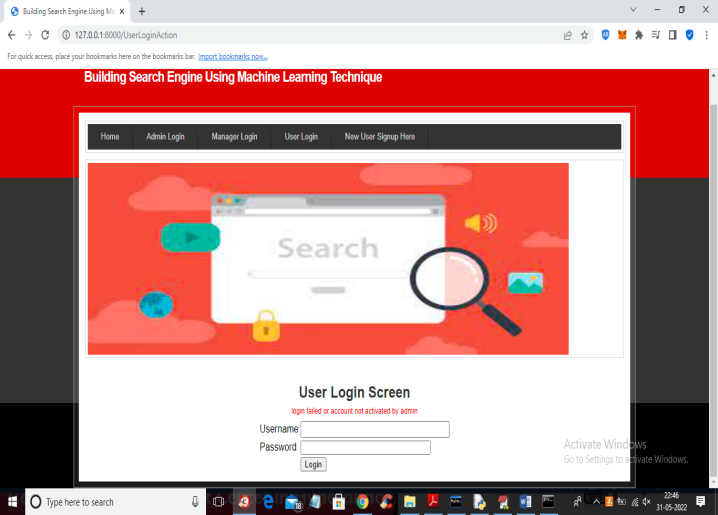 Building Search Engine Using Ma
127.0.0.1:8000/UserLoginAction
For quick access, place your bookmarks here on the bookmarks bar. Import bookmarks now...
Building Search Engine Using Machine Learning Technique
Home Admin Login Manager Login User Login New User Signup Here
Search
User Login Screen
login failed or account not activated by admin
Username
Password
Login
Activate Windows
Go to Settings to activate Windows.
Type here to search
22:46
31-05-2022